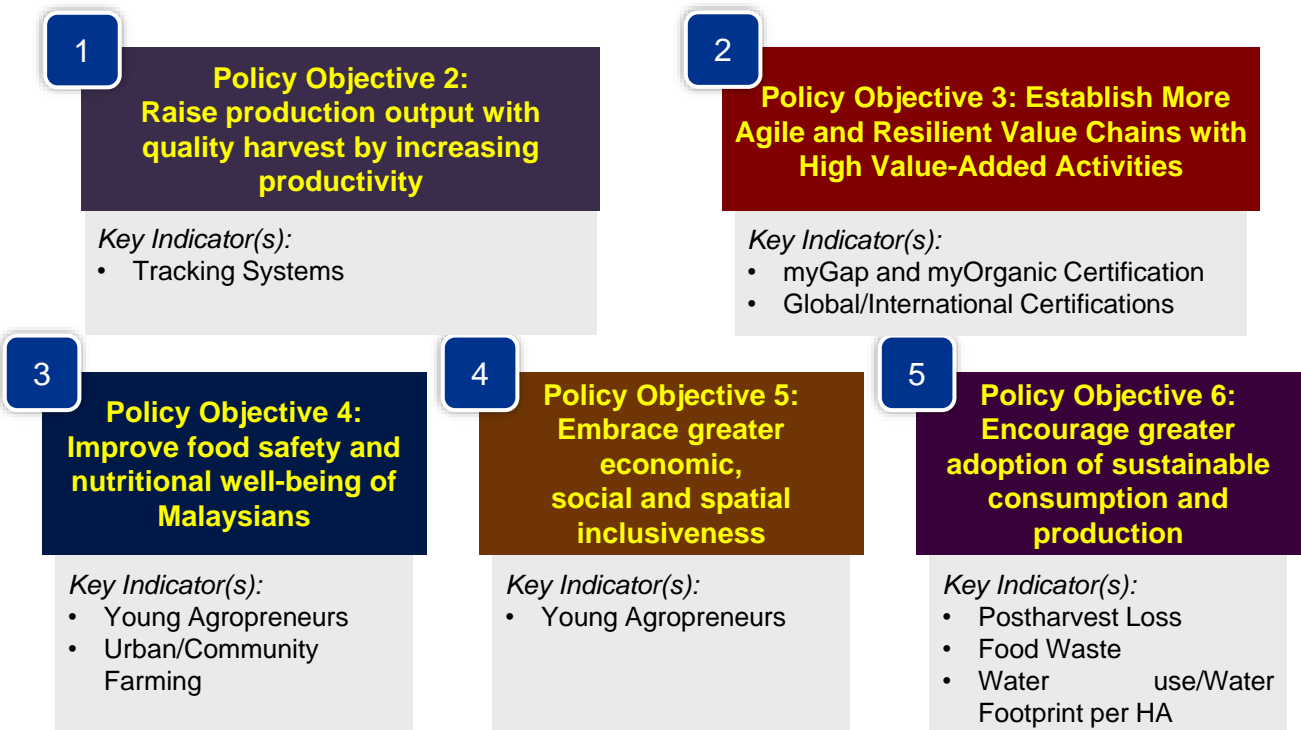 1
Policy Objective 2:
Raise production output with
quality harvest by increasing
productivity
Key Indicator(s):
• Tracking Systems
2
Policy Objective 3: Establish More
Agile and Resilient Value Chains with
High Value-Added Activities
Key Indicator(s):
• myGap and myOrganic Certification
• Global/International Certifications
3
Policy Objective 4:
Improve food safety and
nutritional well-being of
Malaysians
Key Indicator(s):
• Young Agropreneurs
• Urban/Community
Farming
4
Policy Objective 5:
Embrace greater
economic,
social and spatial
inclusiveness
Key Indicator(s):
• Young Agropreneurs
5
Policy Objective 6:
Encourage greater
adoption of sustainable
consumption and
production
Key Indicator(s):
• Postharvest Loss
• Food Waste
• Water use/Water
Footprint per HA